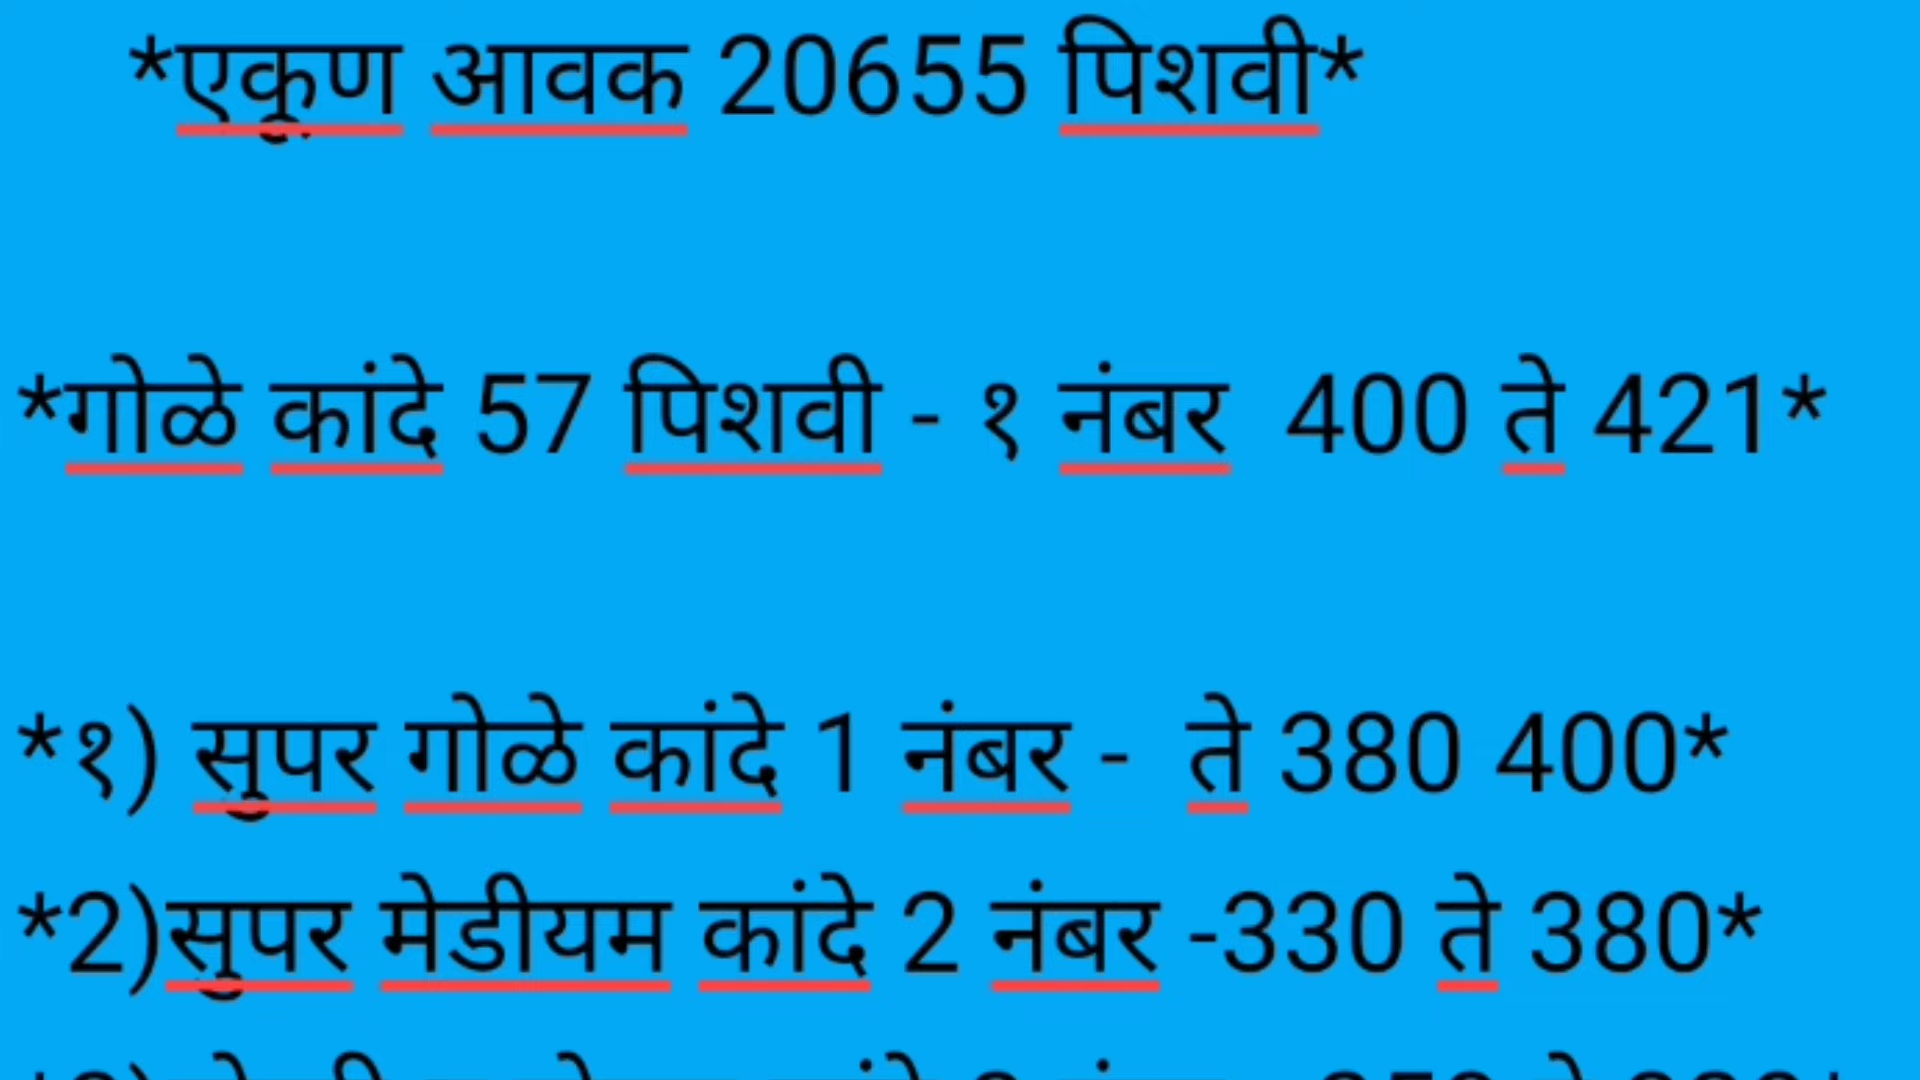 *एकूण आवक 20655 पिशवी*
*गोळे कांदे 57 पिशवी - १ नंबर  400 ते 421*
*१) सुपर गोळे कांदे 1 नंबर -  ते 380 400*
*2)सुपर मेडीयम कांदे 2 नंबर -330 ते 380*